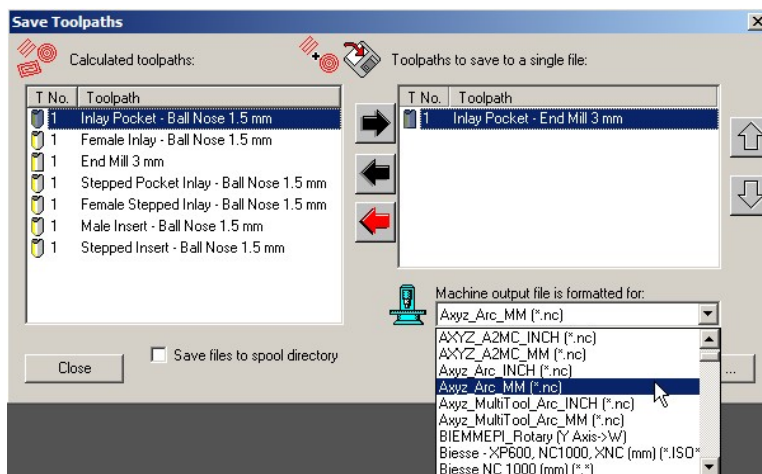 Save Toolpaths
Calculated toolpaths:
T No. Toolpath
1 Inlay Pocket - Ball Nose 1.5 mm
1 Female Inlay - Ball Nose 1.5 mm
1 End Mill 3 mm
1 Stepped Pocket Inlay - Ball Nose 1.5 mm
1 Female Stepped Inlay - Ball Nose 1.5 mm
1 Male Insert - Ball Nose 1.5 mm
1 Stepped Insert - Ball Nose 1.5 mm
Toolpaths to save to a single file:
T No. Toolpath
1 Inlay Pocket - End Mill 3 mm
Machine output file is formatted for:
Axyz_Arc_MM (*.nc)
AXYZ_A2MC_INCH (*.nc)
AXYZ_A2MC_MM (*.nc)
Axyz_Arc_INCH (*.nc)
Axyz_Arc_MM (*.nc)
Axyz_MultiTool_Arc_INCH (*.nc)
Axyz_MultiTool_Arc_MM (*.nc)
BIEMMEPI_Rotary (Y Axis->W)
Biesse - XP600, NC1000, XNC (mm) (*.ISO*
Biesse NC 1000 (mm) (*.*)
Close
Save files to spool directory
...